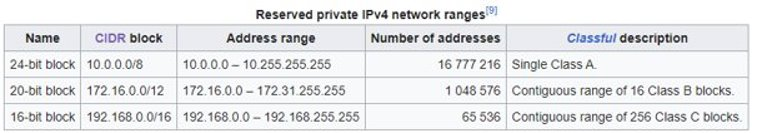 Reserved private IPv4 network ranges[9]
Name CIDR block Address range Number of addresses Classful description
24-bit block 10.0.0.0/8 10.0.0.0 – 10.255.255.255 16 777 216 Single Class A.
20-bit block 172.16.0.0/12 172.16.0.0 – 172.31.255.255 1 048 576 Contiguous range of 16 Class B blocks.
16-bit block 192.168.0.0/16 192.168.0.0 – 192.168.255.255 65 536 Contiguous range of 256 Class C blocks.